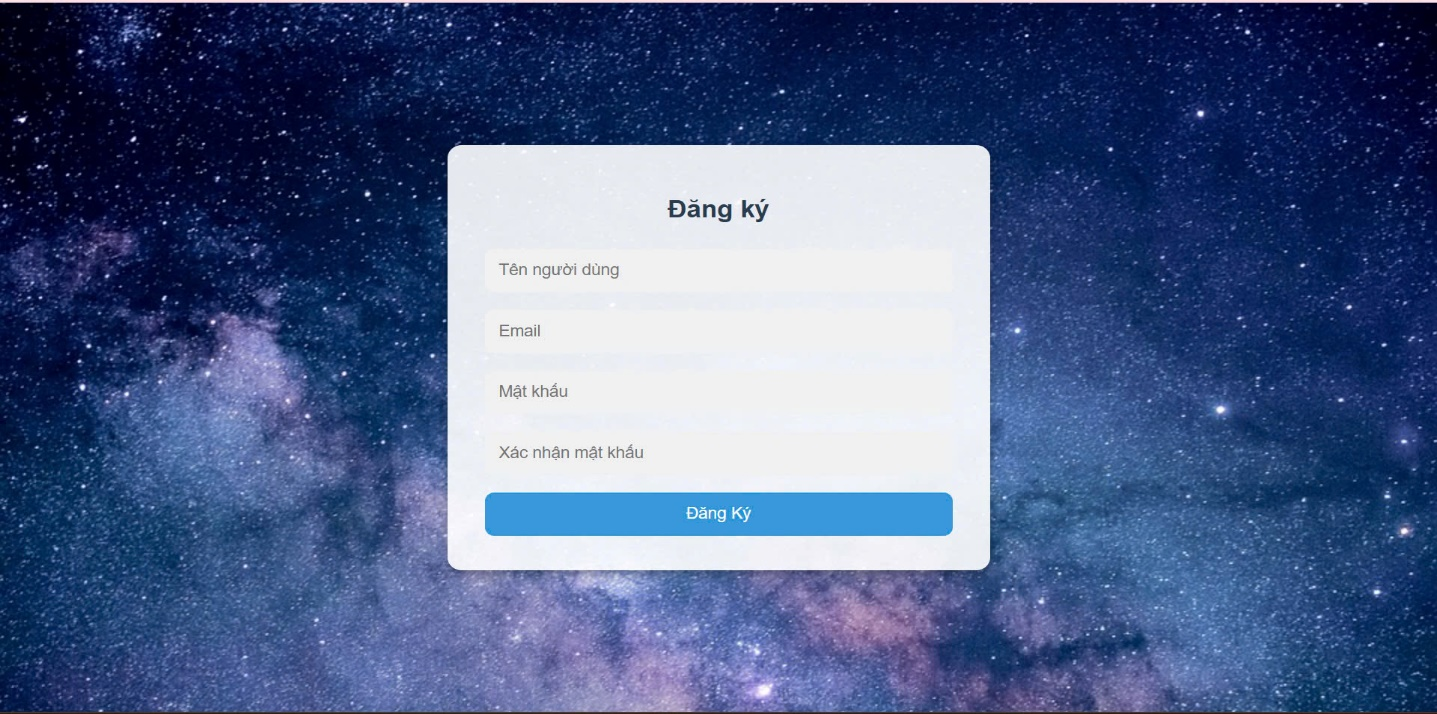 Đăng ký
Tên người dùng
Email
Mật khẩu
Xác nhận mật khẩu
Đăng Ký